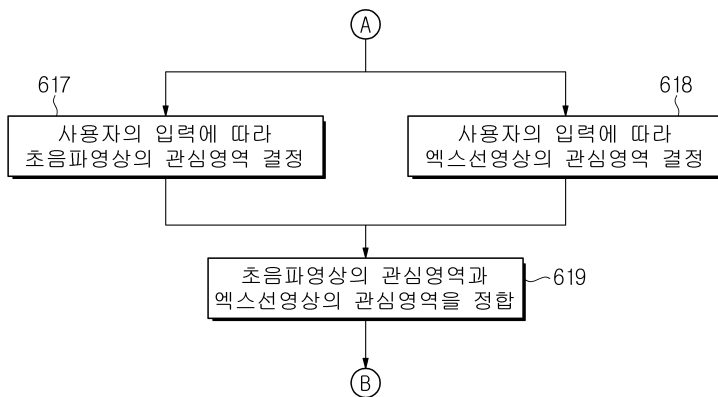 A
617
사용자의 입력에 따라
초음파영상의 관심영역 결정
618
사용자의 입력에 따라
엑스선영상의 관심영역 결정
초음파영상의 관심영역과
엑스선영상의 관심영역을 정합
619
B